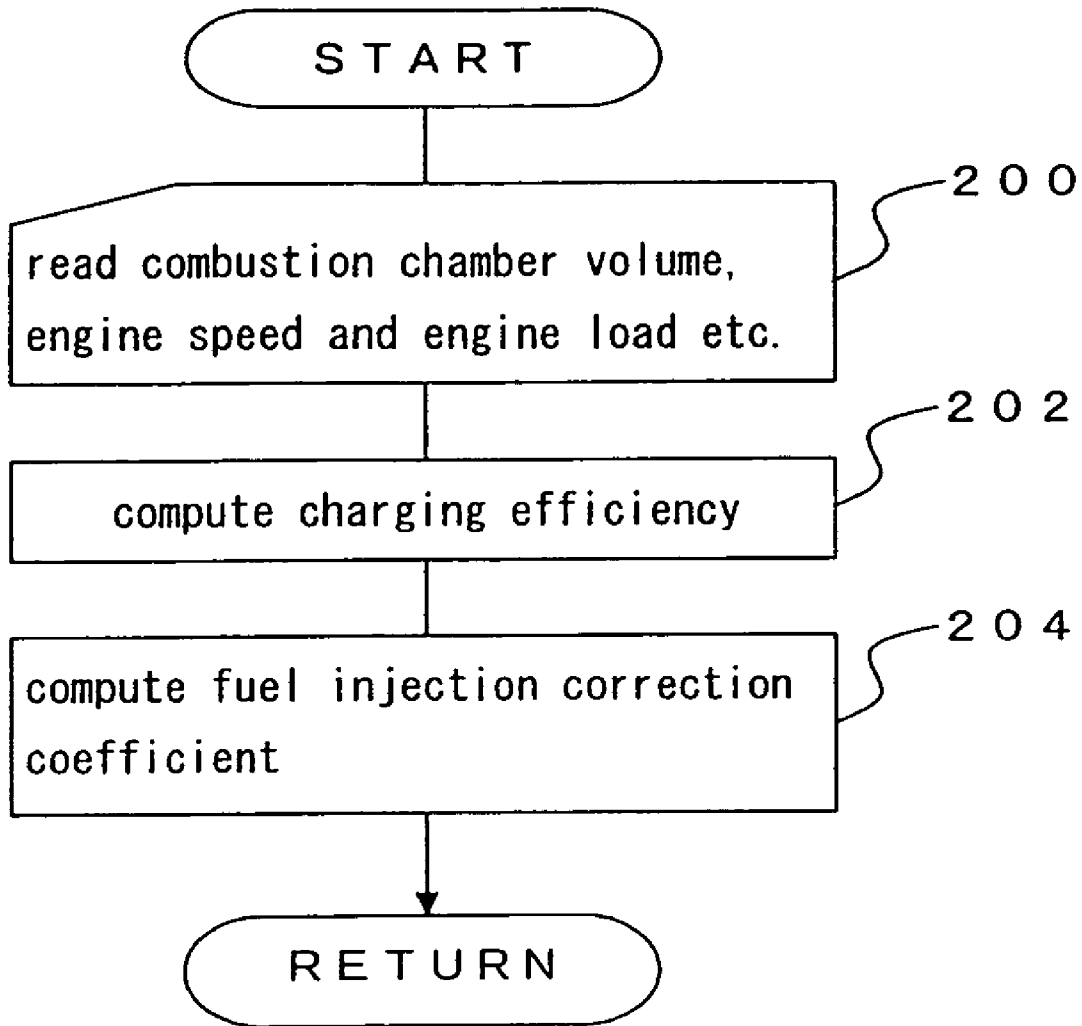 START
200
read combustion chamber volume,
engine speed and engine load etc.
202
compute charging efficiency
204
compute fuel injection correction
coefficient
RETURN